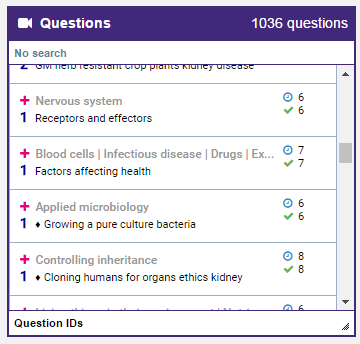 Questions 1036 questions
No search
2 GM herb resistant crop plants kidney disease
Nervous system 6
1 Receptors and effectors 6
Blood cells | Infectious disease | Drugs | Ex... 7
1 Factors affecting health 7
Applied microbiology 6
1 ♦ Growing a pure culture bacteria 6
Controlling inheritance 8
1 ♦ Cloning humans for organs ethics kidney 8
6
Question IDs